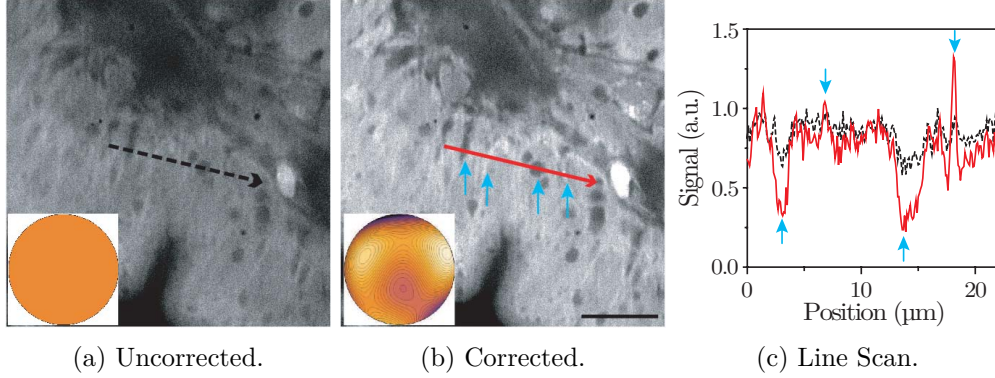 1.5
1.0
0.5
0.0
Signal (a.u.)
0
10
20
Position (µm)
(a) Uncorrected.
(b) Corrected.
(c) Line Scan.